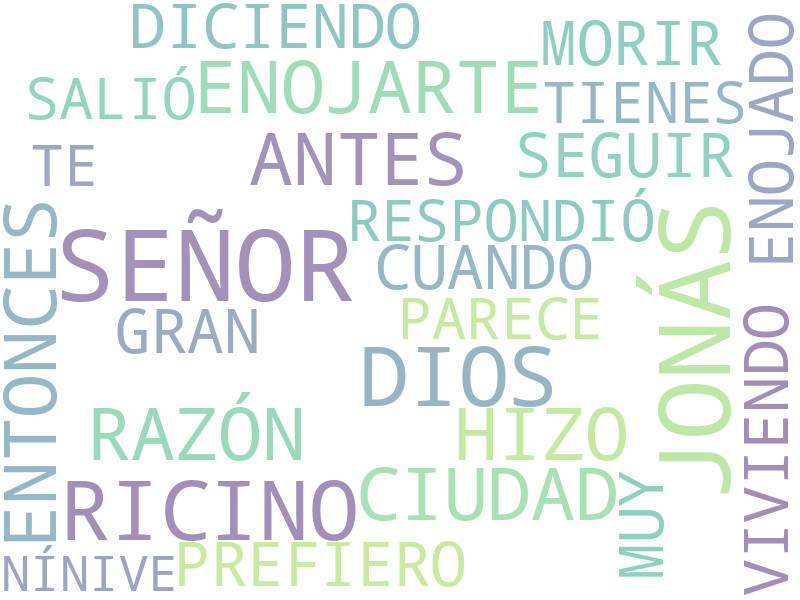 DICIENDO
MORIR
ENOJADO
SALIÓ
ENOJARTE
TIENES
TE
ANTES
SEGUIR
ENTONCES
SEÑOR
RESPONDIÓ
JONÁS
CUANDO
GRAN
PARECE
VIVIENDO
DIOS
RAZÓN
HIZO
RICINO
CIUDAD
MUY
NÍNIVE
PREFIERO